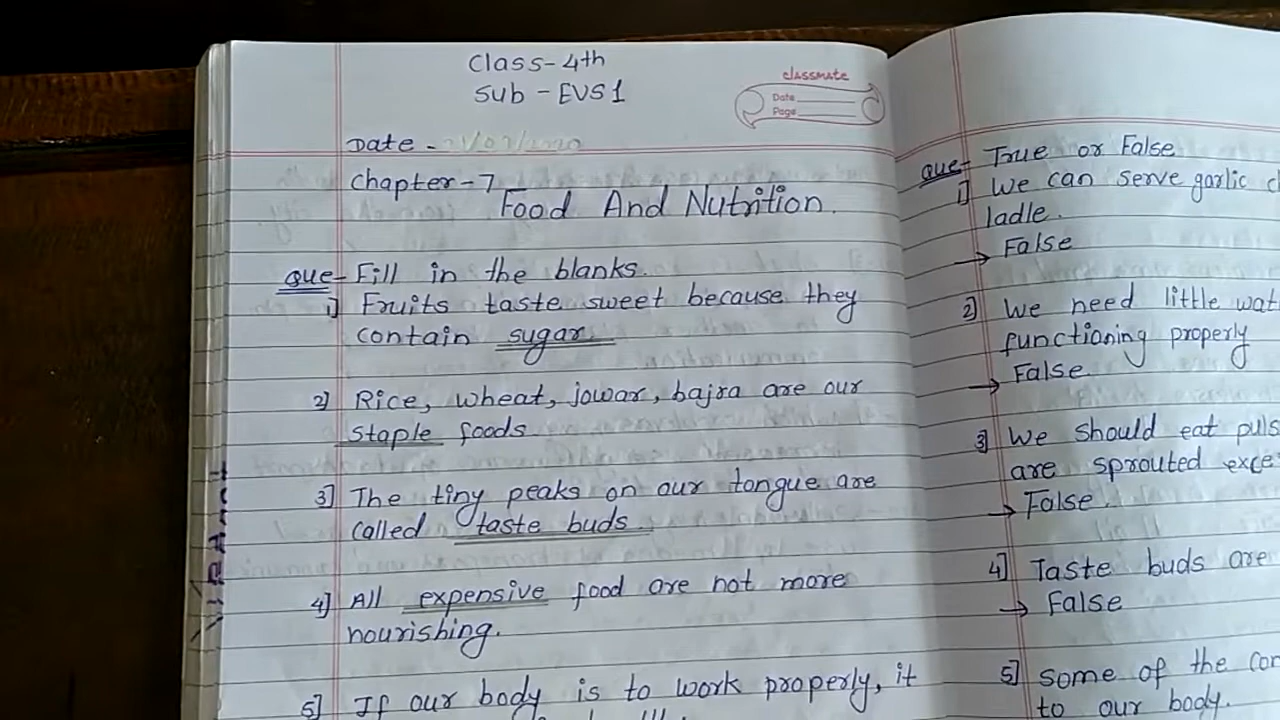 Class-4th
Sub - EVS1
classmate
Date
Page
Date -
Chapter-7
Food And Nutrition
Que- Fill in the blanks.
1) Fruits taste sweet because they
contain sugar.
2) Rice, wheat, jowar, bajra are our
staple foods.
3] The tiny peaks on our tongue are
called taste buds.
4] All expensive food are not more
nourishing.
5] If our body is to work properly, it
Que- True or False
1] We can serve garlic
ladle.
→ False
2] We need little wat
functioning properly
→ False
3] We should eat puls
are sprouted exce
→ False.
4] Taste buds are
→ False
5] Some of the con
to our body.
VIRAnch